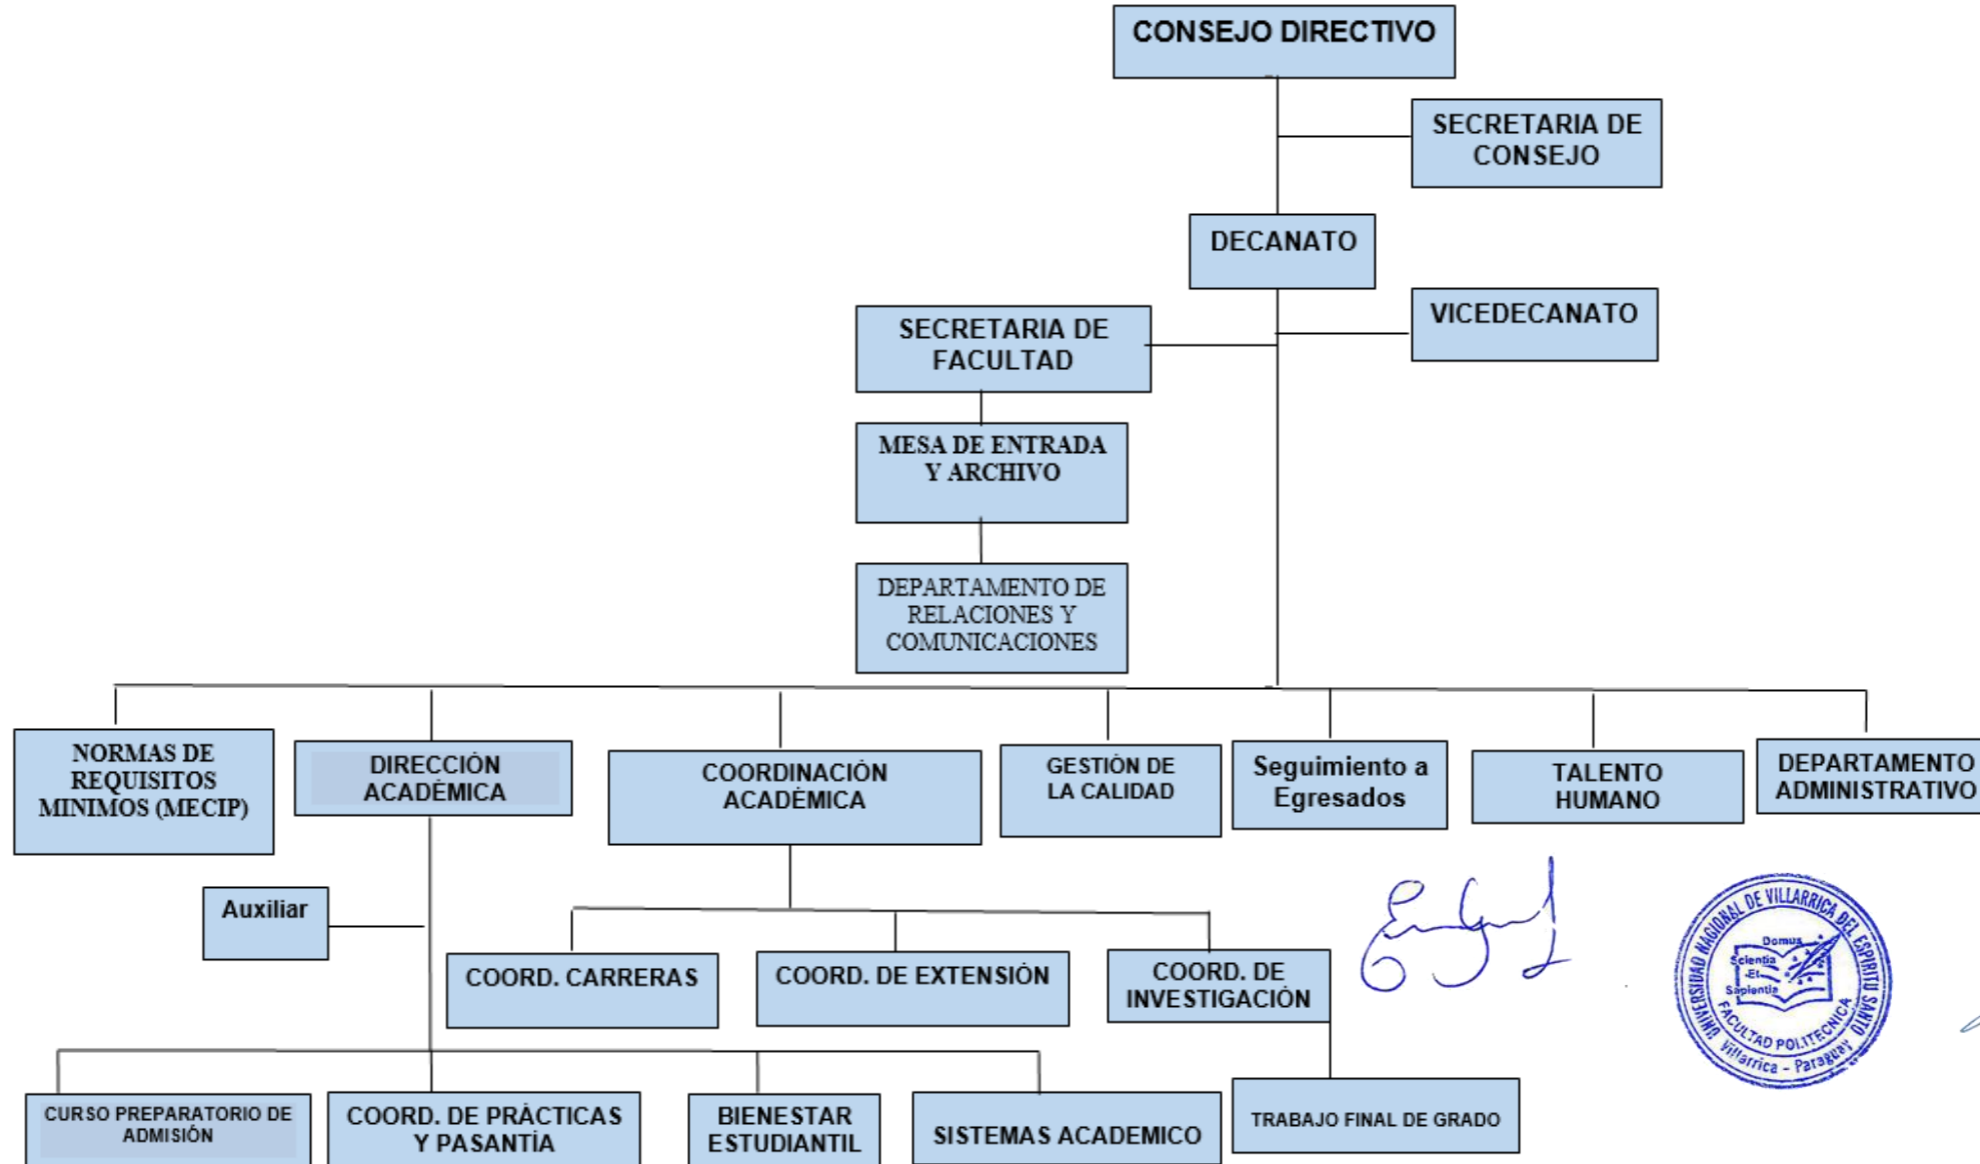 CONSEJO DIRECTIVO
SECRETARIA DE
CONSEJO
DECANATO
VICEDECANATO
SECRETARIA DE
FACULTAD
MESA DE ENTRADA
Y ARCHIVO
DEPARTAMENTO DE
RELACIONES Y
COMUNICACIONES
NORMAS DE
REQUISITOS
MINIMOS (MECIP)
DIRECCIÓN
ACADÉMICA
COORDINACIÓN
ACADÉMICA
GESTIÓN DE
LA CALIDAD
Seguimiento a
Egresados
TALENTO
HUMANO
DEPARTAMENTO
ADMINISTRATIVO
Auxiliar
COORD. CARRERAS
COORD. DE EXTENSIÓN
COORD. DE
INVESTIGACIÓN
CURSO PREPARATORIO DE
ADMISIÓN
COORD. DE PRÁCTICAS
Y PASANTÍA
BIENESTAR
ESTUDIANTIL
SISTEMAS ACADEMICO
TRABAJO FINAL DE GRADO
UNIVERSIDAD NACIONAL DE VILLARRICA DEL ESPIRITU SANTO
Domus
Scientia
Et
Sapientia
FACULTAD POLITECNICA
Villarrica - Paraguay